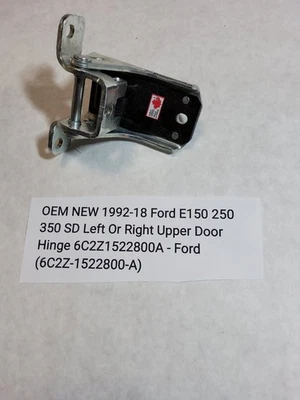 OEM NEW 1992-18 Ford E150 250
350 SD Left Or Right Upper Door
Hinge 6C2Z1522800A - Ford
(6C2Z-1522800-A)